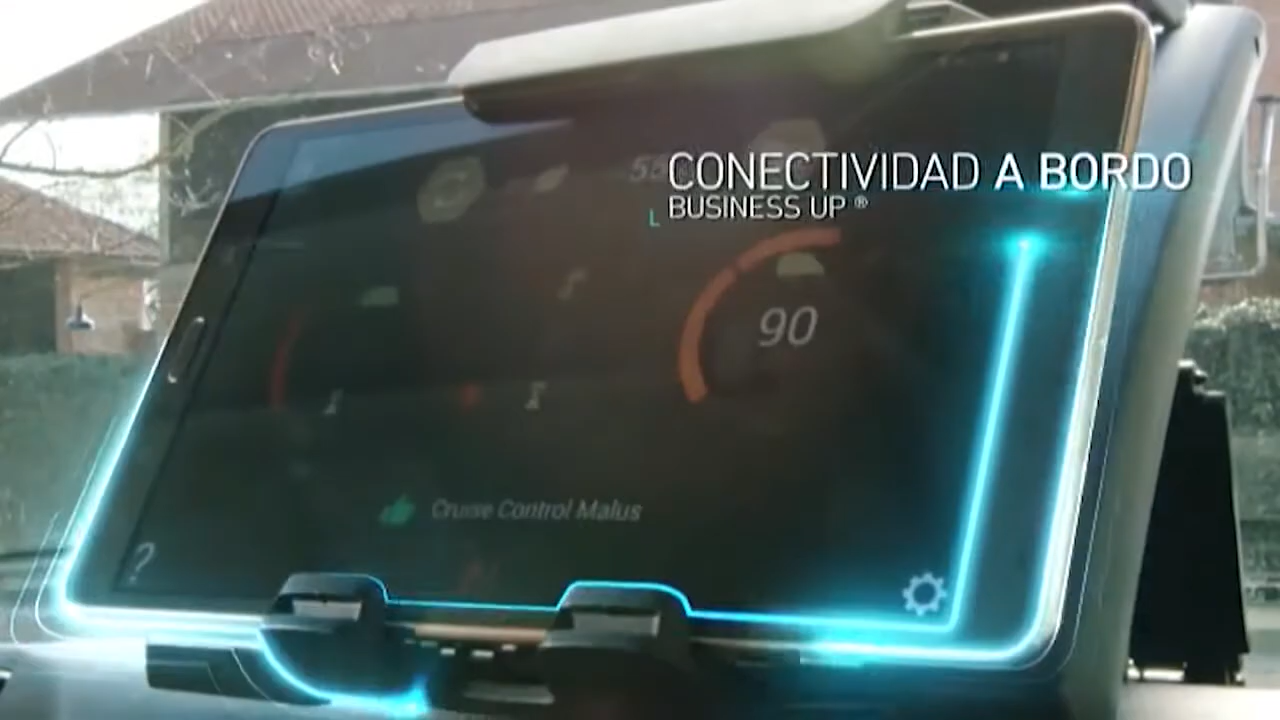 CONECTIVIDAD A BORDO
BUSINESS UP ®
90
Cruise Control Malus
?